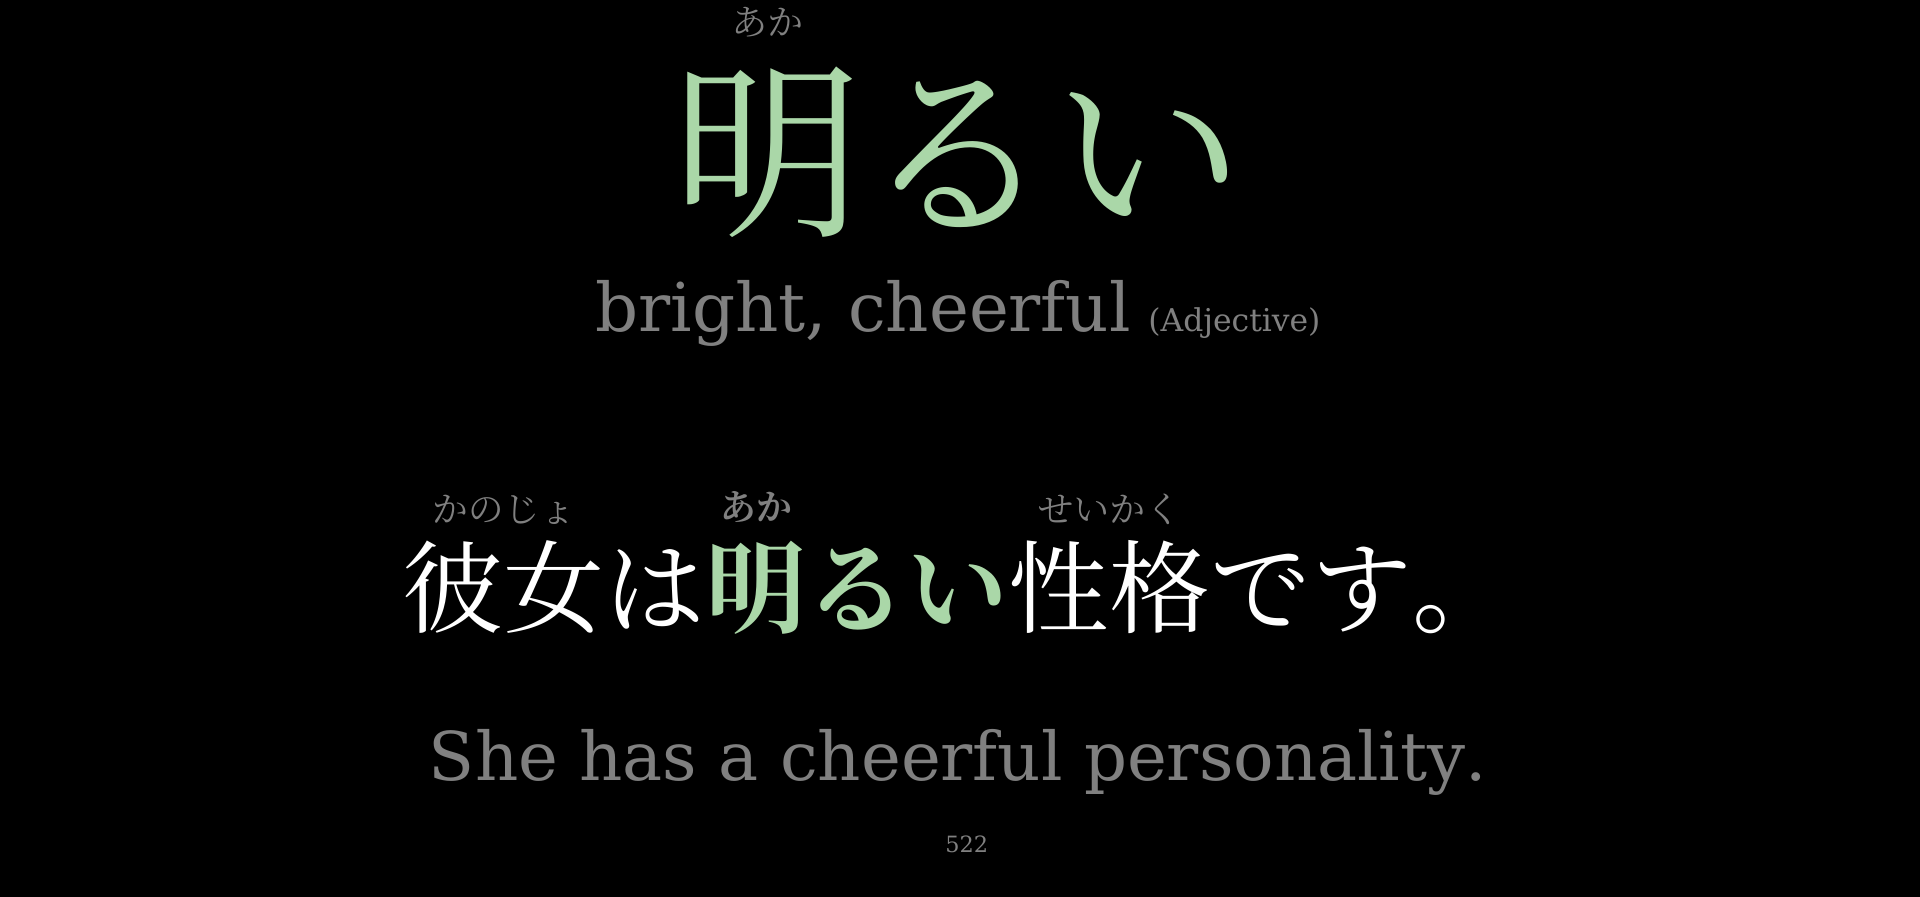 あか
明るい
bright, cheerful (Adjective)
かのじょ あか せいかく
彼女は明るい性格です。
She has a cheerful personality.
522